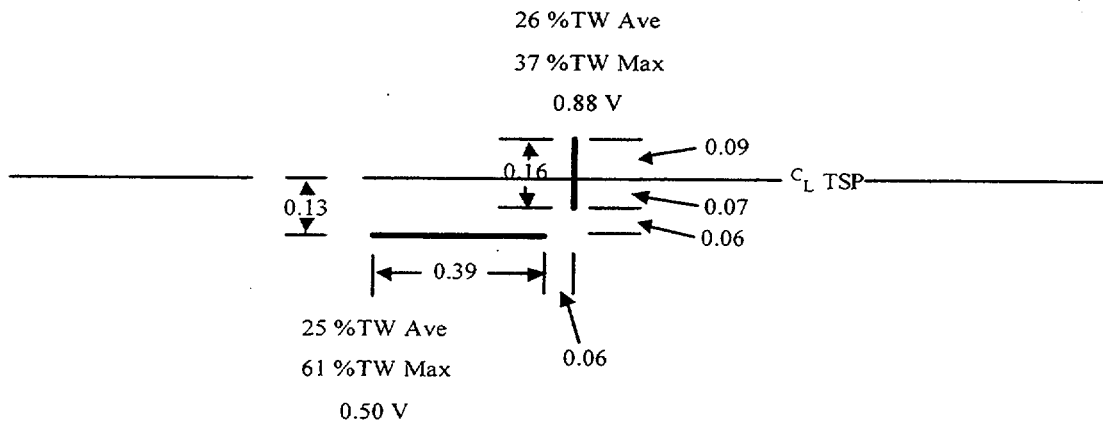 26 %TW Ave
37 %TW Max
0.88 V
0.09
0.16
CL TSP
0.13
0.07
0.06
0.39
0.06
25 %TW Ave
61 %TW Max
0.50 V